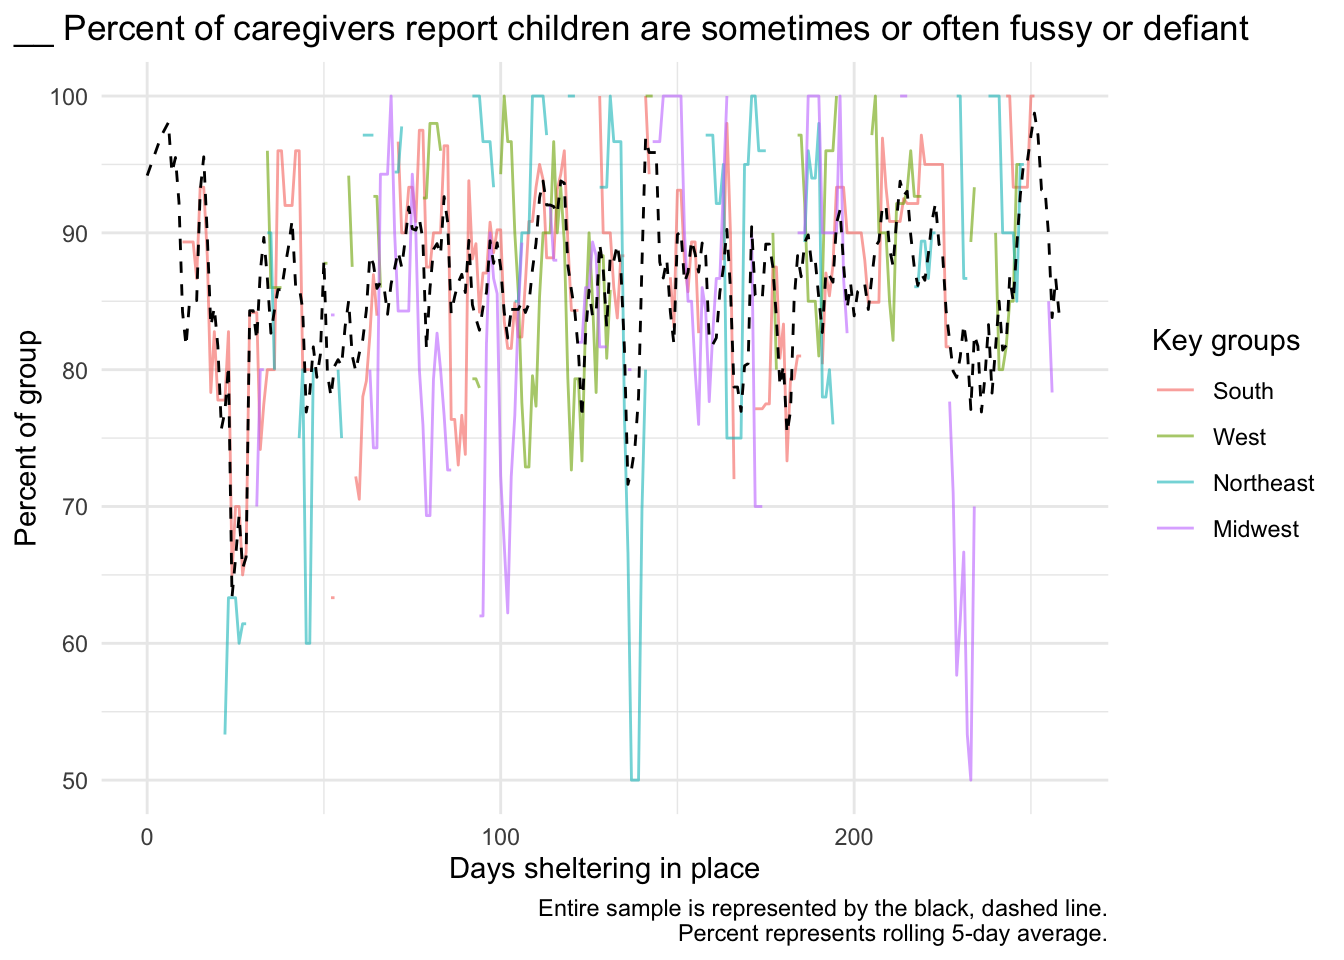 __ Percent of caregivers report children are sometimes or often fussy or defiant
100
90
80
70
60
50
Percent of group
0
100
200
Days sheltering in place
Key groups
South
West
Northeast
Midwest
Entire sample is represented by the black, dashed line.
Percent represents rolling 5-day average.